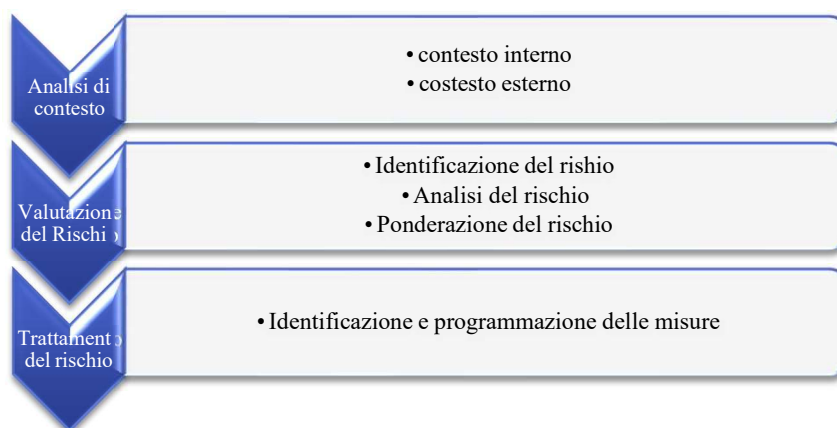 Analisi di
contesto
• contesto interno
• costesto esterno
Valutazione
del Rischio
• Identificazione del rishio
• Analisi del rischio
• Ponderazione del rischio
Trattamento
del rischio
• Identificazione e programmazione delle misure